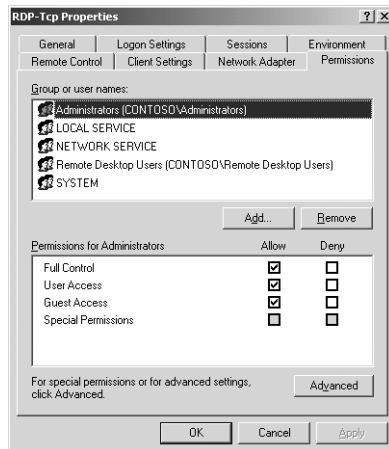 RDP-Tcp Properties
General Logon Settings Sessions Environment
Remote Control Client Settings Network Adapter Permissions
Group or user names:
Administrators (CONTOSO\Administrators)
LOCAL SERVICE
NETWORK SERVICE
Remote Desktop Users (CONTOSO\Remote Desktop Users)
SYSTEM
Add... Remove
Permissions for Administrators Allow Deny
Full Control
User Access
Guest Access
Special Permissions
For special permissions or for advanced settings,
click Advanced.
Advanced
OK Cancel Apply